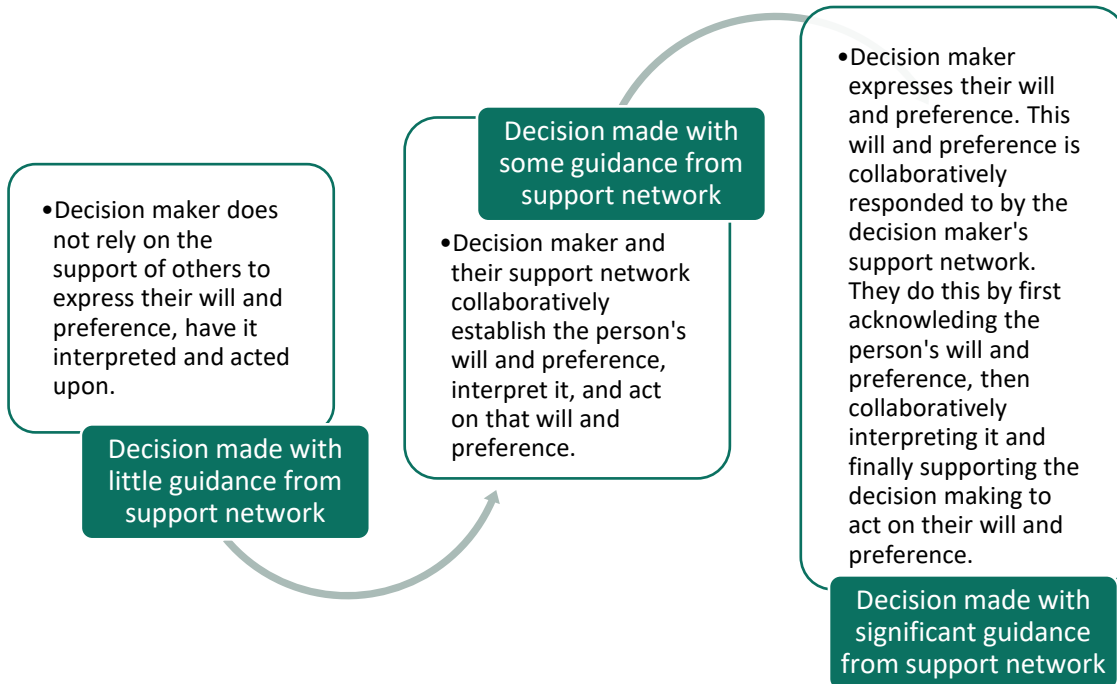 •Decision maker does
not rely on the
support of others to
express their will and
preference, have it
interpreted and acted
upon.
Decision made with
little guidance from
support network
Decision made with
some guidance from
support network
•Decision maker and
their support network
collaboratively
establish the person's
will and preference,
interpret it, and act
on that will and
preference.
•Decision maker
expresses their will
and preference. This
will and preference is
collaboratively
responded to by the
decision maker's
support network.
They do this by first
acknowleding the
person's will and
preference, then
collaboratively
interpreting it and
finally supporting the
decision making to
act on their will and
preference.
Decision made with
significant guidance
from support network